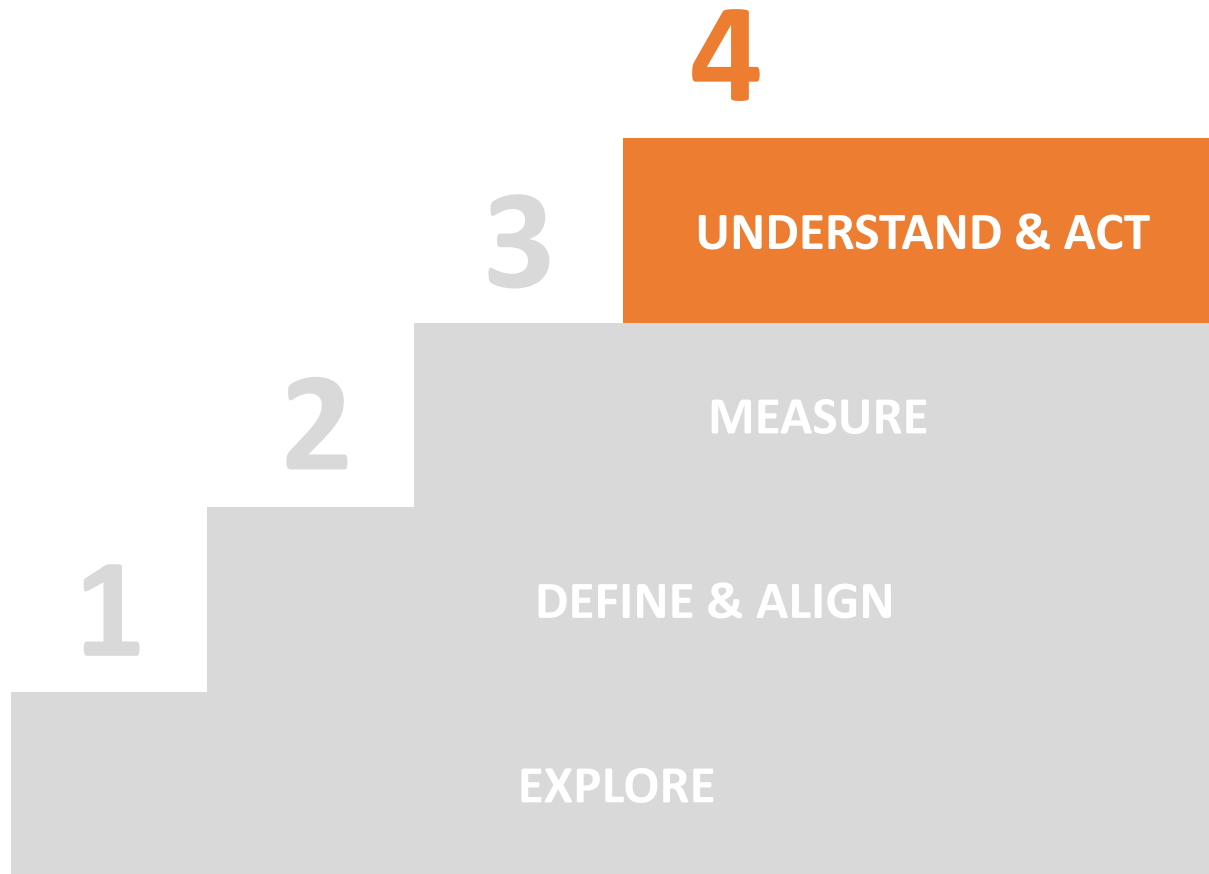 4
UNDERSTAND & ACT
3
MEASURE
2
DEFINE & ALIGN
1
EXPLORE